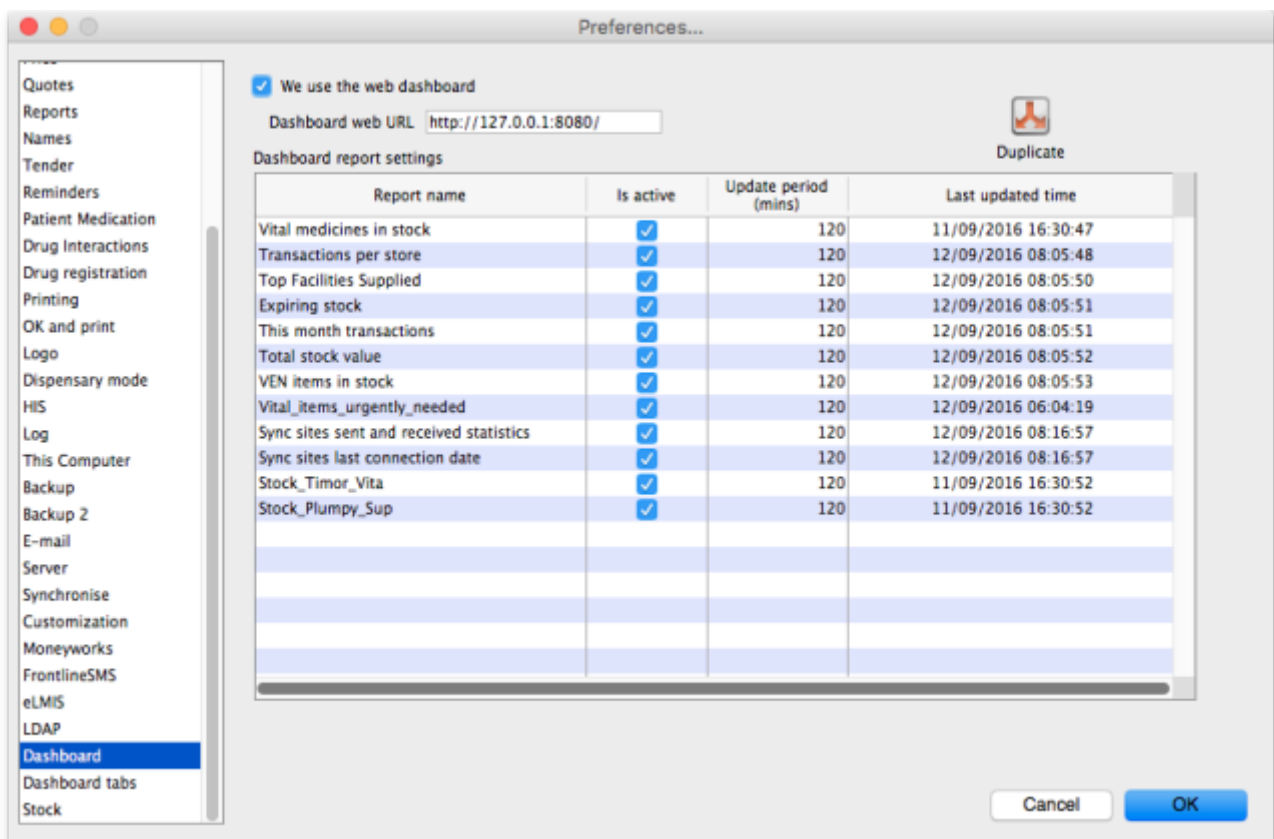 Preferences...
Quotes
Reports
Names
Tender
Reminders
Patient Medication
Drug Interactions
Drug registration
Printing
OK and print
Logo
Dispensary mode
HIS
Log
This Computer
Backup
Backup 2
E-mail
Server
Synchronise
Customization
Moneyworks
FrontlineSMS
eLMIS
LDAP
Dashboard
Dashboard tabs
Stock
We use the web dashboard
Dashboard web URL http://127.0.0.1:8080/
Duplicate
Dashboard report settings
Report name Is active Update period (mins) Last updated time
Vital medicines in stock 120 11/09/2016 16:30:47
Transactions per store 120 12/09/2016 08:05:48
Top Facilities Supplied 120 12/09/2016 08:05:50
Expiring stock 120 12/09/2016 08:05:51
This month transactions 120 12/09/2016 08:05:51
Total stock value 120 12/09/2016 08:05:52
VEN items in stock 120 12/09/2016 08:05:53
Vital_items_urgently_needed 120 12/09/2016 06:04:19
Sync sites sent and received statistics 120 12/09/2016 08:16:57
Sync sites last connection date 120 12/09/2016 08:16:57
Stock_Timor_Vita 120 11/09/2016 16:30:52
Stock_Plumpy_Sup 120 11/09/2016 16:30:52
Cancel OK